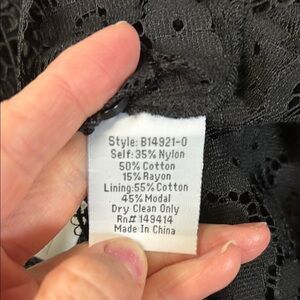 Style: B14921-0
Self: 35% Nylon
50% Cotton
15% Rayon
Lining: 55% Cotton
45% Modal
Dry Clean Only
Rn# 149414
Made In China